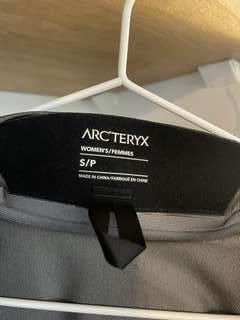 ARC'TERYX
WOMEN'S/FEMMES
S/P
MADE IN CHINA/FABRIQUÉ EN CHINE